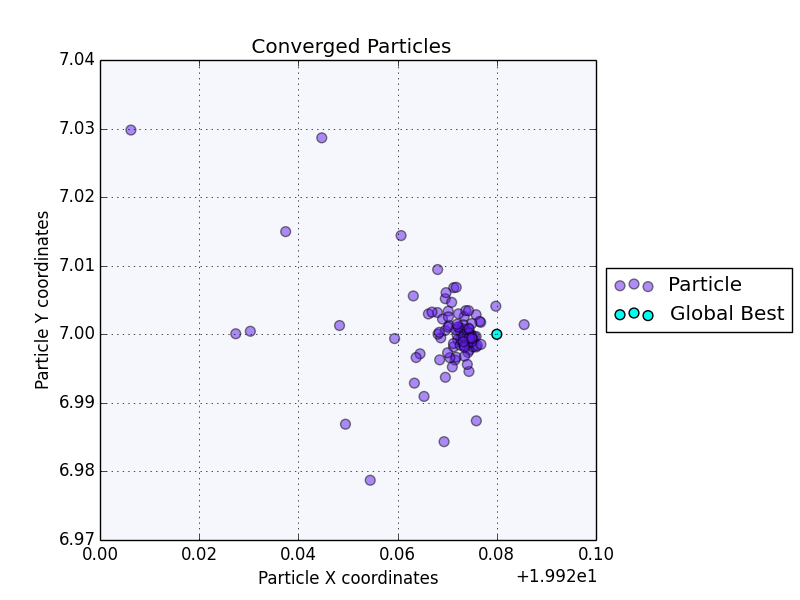 Converged Particles
7.04
7.03
7.02
7.01
7.00
6.99
6.98
6.97
Particle Y coordinates
0.00 0.02 0.04 0.06 0.08 0.10
Particle X coordinates
+1.992e1
Particle
Global Best